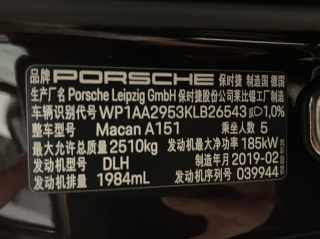 品牌 PORSCHE 保时捷 制造国 德国
生产厂名 Porsche Leipzig GmbH 保时捷股份公司莱比锡工厂制造
车辆识别代号 WP1AA2953KLB26543 1,0%
整车型号 Macan A151 乘坐人数 5
最大允许总质量 2510kg 发动机最大净功率 185kW
发动机型号 DLH 制造年月 2019-02
发动机排量 1984mL 发动机序列号 039944